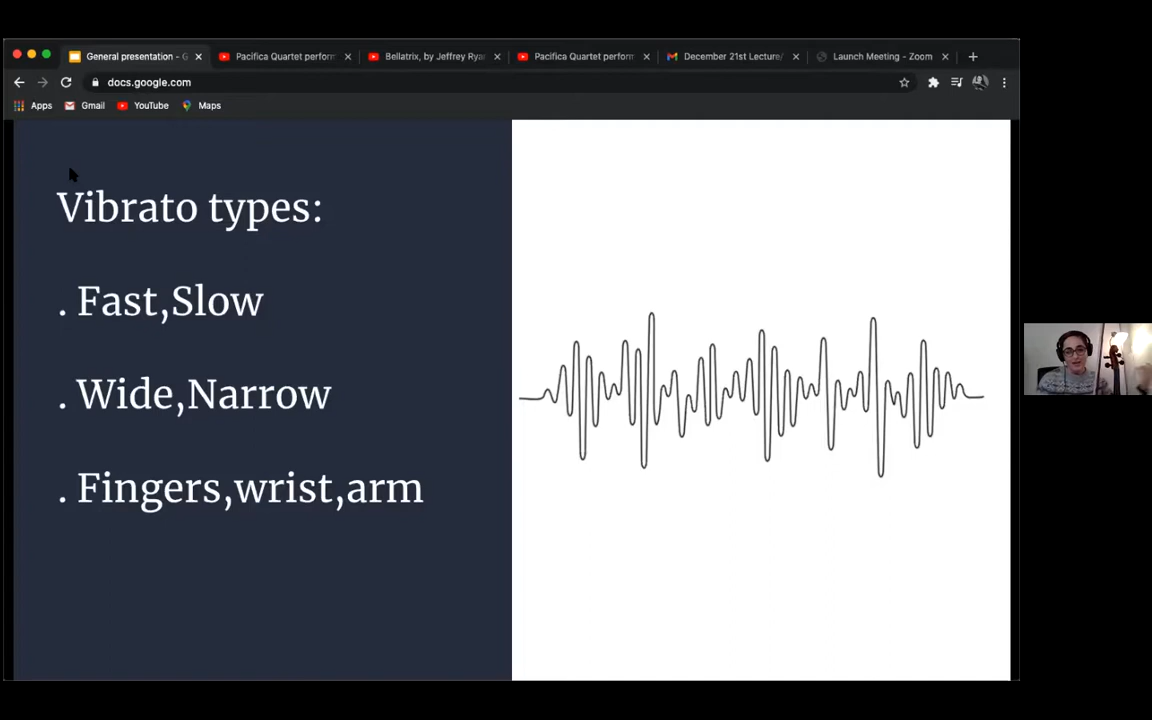 General presentation - G
Pacifica Quartet perform
Bellatrix, by Jeffrey Ryan
Pacifica Quartet perform
December 21st Lecture/
Launch Meeting - Zoom
docs.google.com
Apps
Gmail
YouTube
Maps
Vibrato types:
. Fast,Slow
. Wide,Narrow
. Fingers,wrist,arm